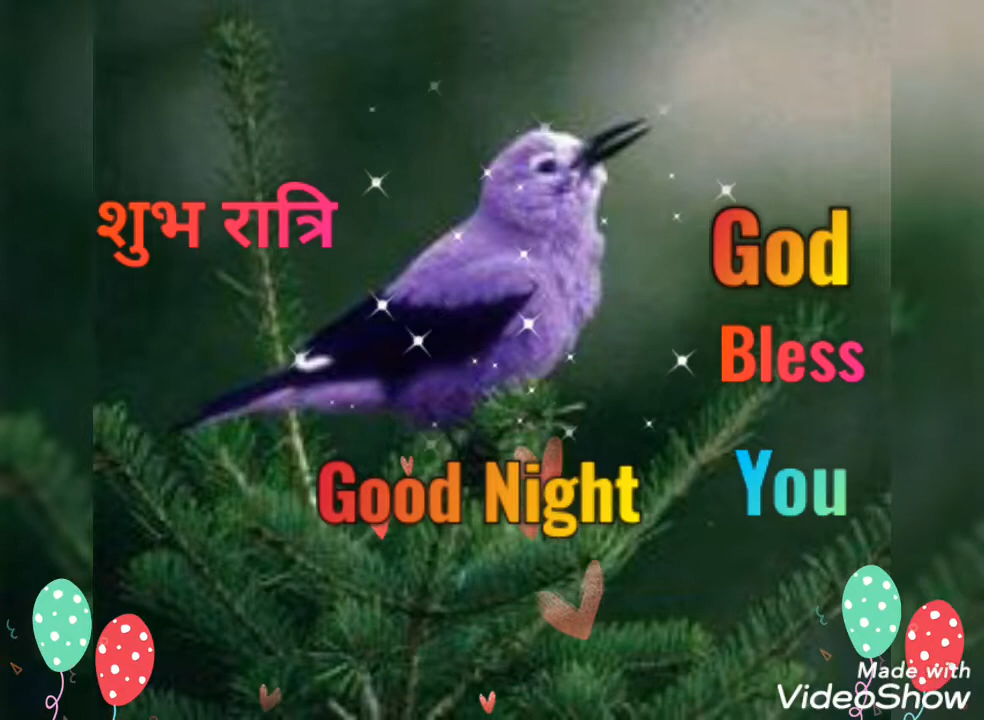 शुभ रात्रि
God
Bless
You
Good Night
Made with
VideoShow